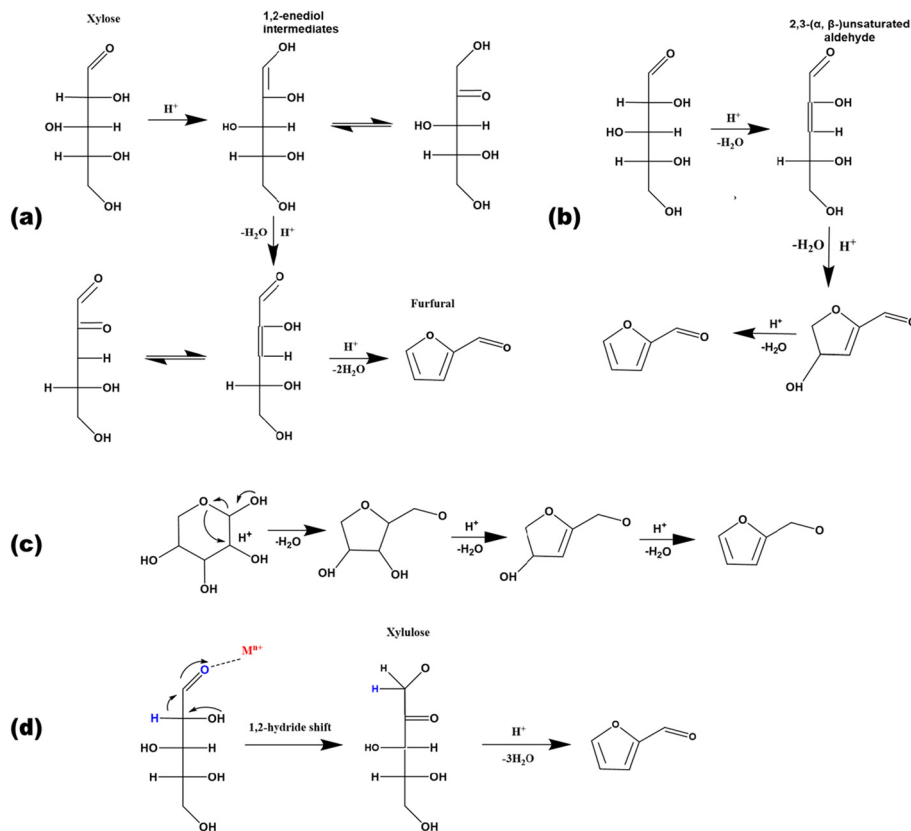 (a)
Xylose
O
H OH
OH H
H OH
OH
H⁺
1,2-enediol
intermediates
OH
OH
HO H
H OH
OH
OH
O
HO H
H OH
OH
-H₂O H⁺
O
O
H H
H OH
OH
O
OH
H
H OH
OH
H⁺
-2H₂O
Furfural
O
O
(b)
O
H OH
HO H
H OH
OH
,
H⁺
-H₂O
2,3-(α, β-)unsaturated
aldehyde
O
OH
H
H OH
OH
-H₂O H⁺
O
O
OH
H⁺
-H₂O
O
O
(c)
O
OH
H⁺
HO
OH
OH
-H₂O
O
O
OH
OH
H⁺
-H₂O
O
O
OH
H⁺
-H₂O
O
O
(d)
Mⁿ⁺
O
H OH
HO H
H OH
OH
1,2-hydride shift
Xylulose
H O
H
O
HO H
H OH
OH
H⁺
-3H₂O
O
O